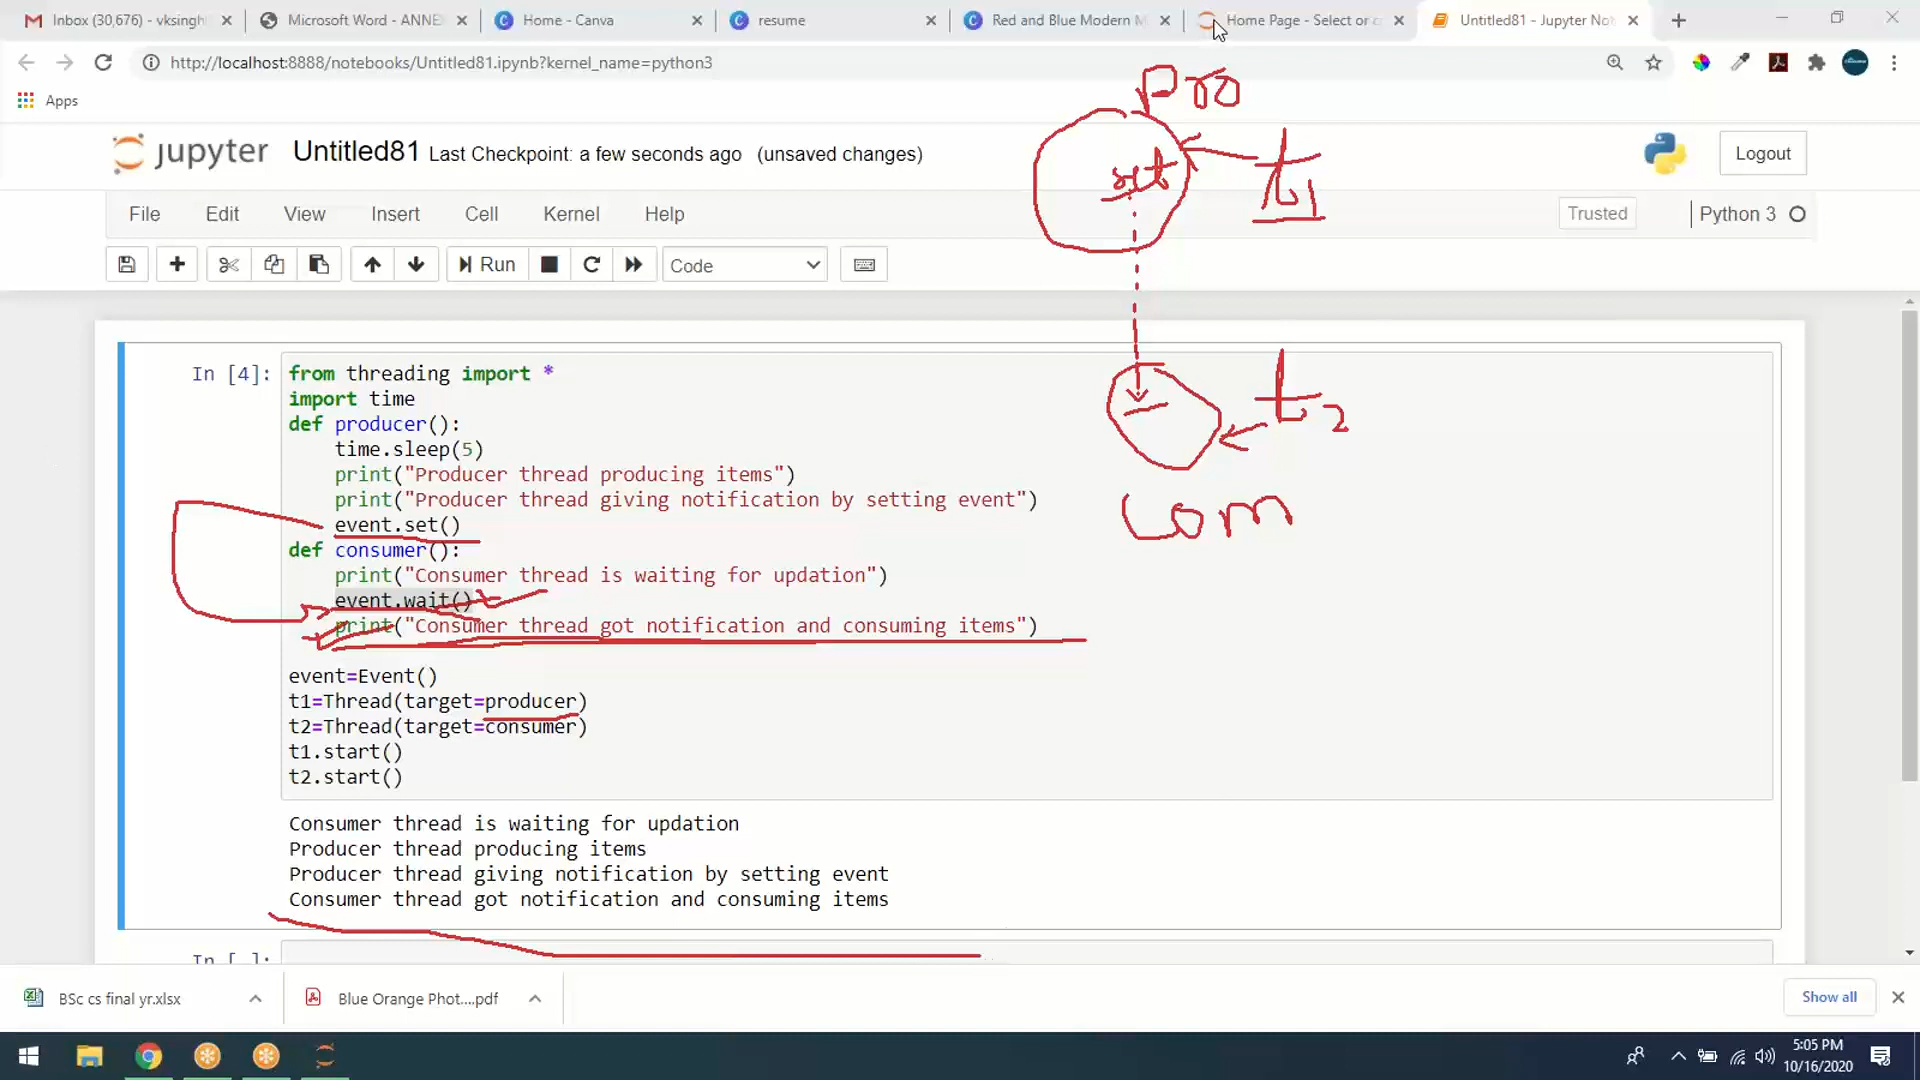 Inbox (30,676) - vksingh
Microsoft Word - ANNE
Home - Canva
resume
Red and Blue Modern M
Home Page - Select or c
Untitled81 - Jupyter Not
http://localhost:8888/notebooks/Untitled81.ipynb?kernel_name=python3
Apps
Pro
jupyter Untitled81 Last Checkpoint: a few seconds ago (unsaved changes)
Logout
set
t1
File Edit View Insert Cell Kernel Help
Trusted
Python 3
Run
Code
In [4]:
from threading import *
import time
def producer():
time.sleep(5)
print("Producer thread producing items")
print("Producer thread giving notification by setting event")
event.set()
def consumer():
print("Consumer thread is waiting for updation")
event.wait()
print("Consumer thread got notification and consuming items")
event=Event()
t1=Thread(target=producer)
t2=Thread(target=consumer)
t1.start()
t2.start()
t2
Com
Consumer thread is waiting for updation
Producer thread producing items
Producer thread giving notification by setting event
Consumer thread got notification and consuming items
In [ ]:
BSc cs final yr.xlsx
Blue Orange Phot....pdf
Show all
5:05 PM
10/16/2020